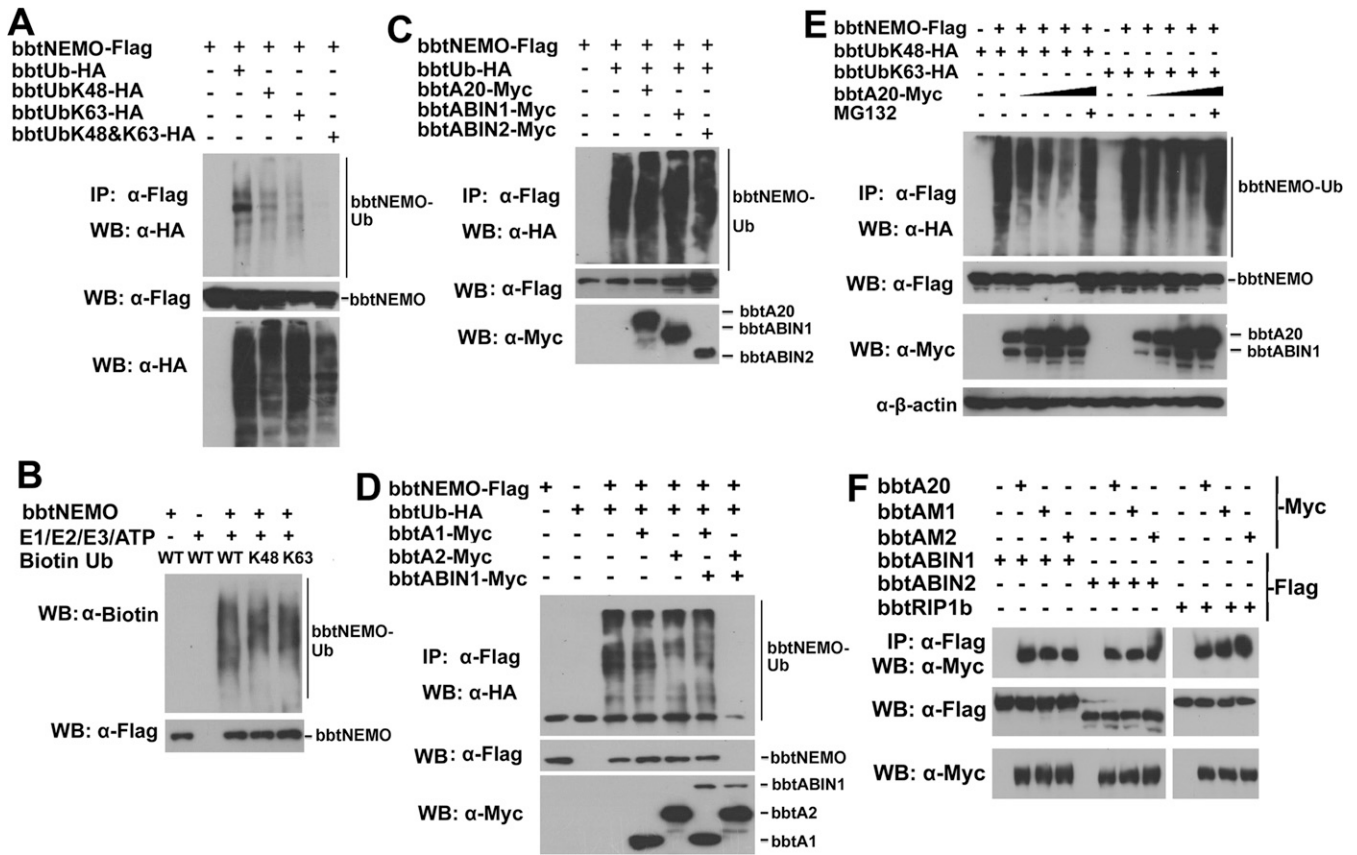 A
bbtNEMO-Flag + + + + +
bbtUb-HA - + - - -
bbtUbK48-HA - - + - -
bbtUbK63-HA - - - + -
bbtUbK48&K63-HA - - - - +
IP: α-Flag
WB: α-HA
bbtNEMO-
Ub
WB: α-Flag
bbtNEMO
WB: α-HA
B
bbtNEMO + - + + +
E1/E2/E3/ATP - + + + +
Biotin Ub WT WT WT K48 K63
WB: α-Biotin
bbtNEMO-
Ub
WB: α-Flag
bbtNEMO
C
bbtNEMO-Flag + + + + +
bbtUb-HA - + + + +
bbtA20-Myc - - + - -
bbtABIN1-Myc - - - + -
bbtABIN2-Myc - - - - +
IP: α-Flag
WB: α-HA
bbtNEMO-
Ub
WB: α-Flag
WB: α-Myc
bbtA20
bbtABIN1
bbtABIN2
D
bbtNEMO-Flag + - + + + + +
bbtUb-HA - + + + + + +
bbtA1-Myc - - - + - + -
bbtA2-Myc - - - - + - +
bbtABIN1-Myc - - - - - + +
IP: α-Flag
WB: α-HA
bbtNEMO-
Ub
WB: α-Flag
bbtNEMO
WB: α-Myc
bbtABIN1
bbtA2
bbtA1
E
bbtNEMO-Flag - + + + + + - + + + + +
bbtUbK48-HA + + + + + + - - - - - -
bbtUbK63-HA - - - - - - + + + + + +
bbtA20-Myc - - - -
MG132 - - - - - + - - - - - +
IP: α-Flag
WB: α-HA
bbtNEMO-Ub
WB: α-Flag
bbtNEMO
WB: α-Myc
bbtA20
bbtABIN1
α-β-actin
F
bbtA20 - + - - - + - - - + - -
bbtAM1 - - + - - - + - - - + -
bbtAM2 - - - + - - - + - - - +
-Myc
bbtABIN1 + + + + - - - - - - - -
bbtABIN2 - - - - + + + + - - - -
bbtRIP1b - - - - - - - - + + + +
-Flag
IP: α-Flag
WB: α-Myc
WB: α-Flag
WB: α-Myc